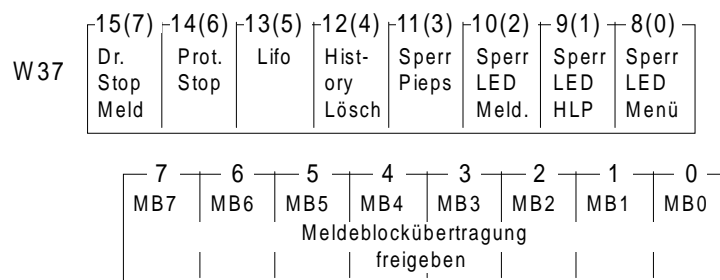 15(7) 14(6) 13(5) 12(4) 11(3) 10(2) 9(1) 8(0)
Dr. Prot. Lifo Hist- Sperr Sperr Sperr Sperr
W37 Stop Stop ory Pieps LED LED LED
Meld Lösch Meld. HLP Menü
7 6 5 4 3 2 1 0
MB7 MB6 MB5 MB4 MB3 MB2 MB1 MB0
Meldeblockübertragung
freigeben